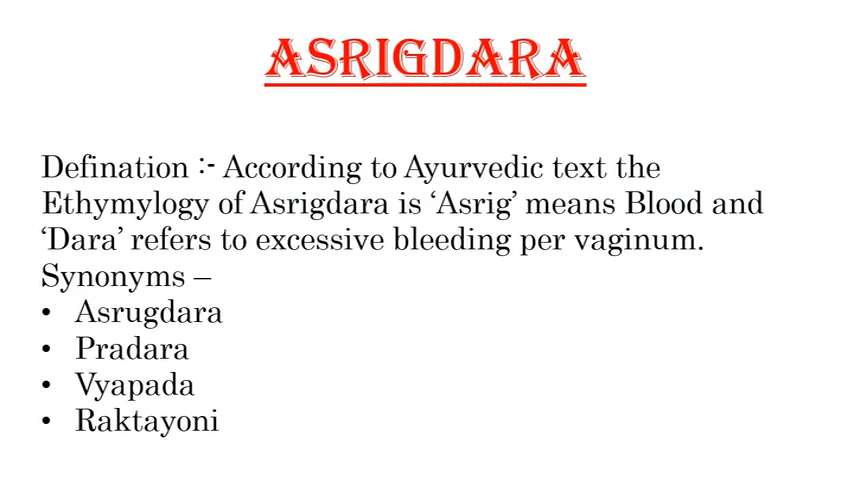 ASRIGDARA
Defination :- According to Ayurvedic text the
Ethymylogy of Asrigdara is ‘Asrig’ means Blood and
‘Dara’ refers to excessive bleeding per vaginum.
Synonyms –
• Asrugdara
• Pradara
• Vyapada
• Raktayoni